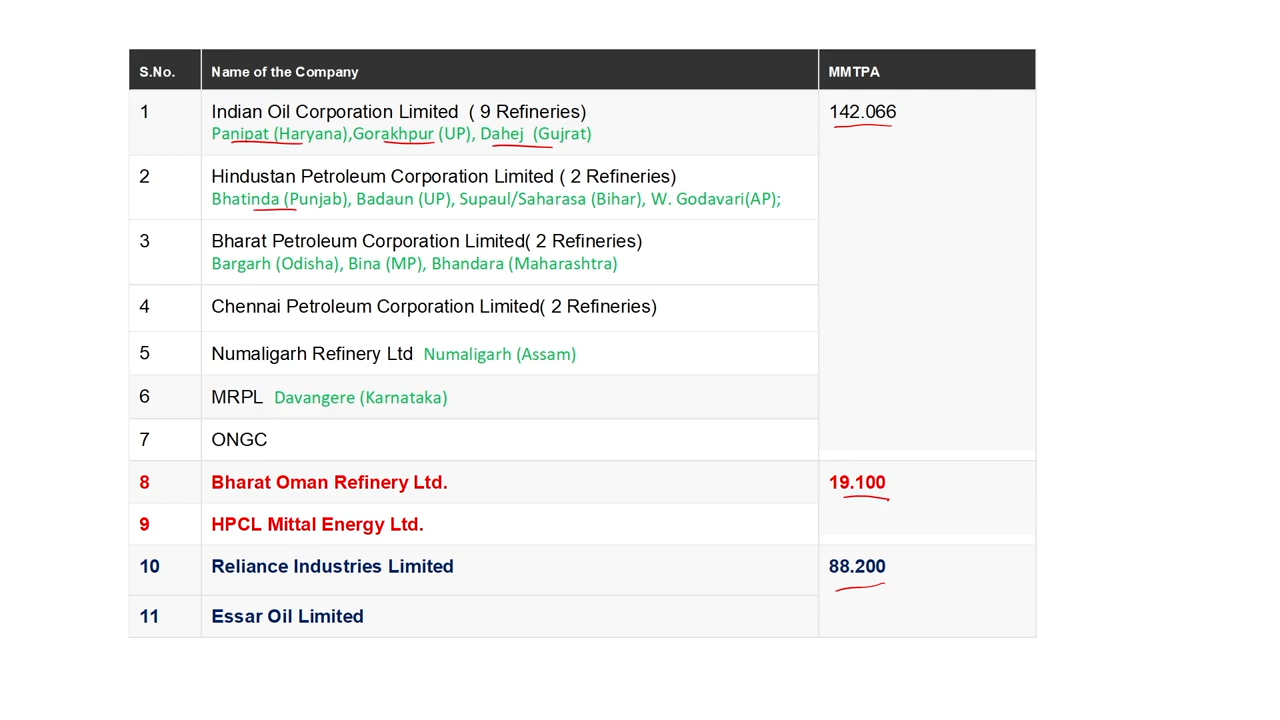 S.No. Name of the Company MMTPA
1 Indian Oil Corporation Limited ( 9 Refineries) 142.066
Panipat (Haryana),Gorakhpur (UP), Dahej (Gujrat)
2 Hindustan Petroleum Corporation Limited ( 2 Refineries)
Bhatinda (Punjab), Badaun (UP), Supaul/Saharasa (Bihar), W. Godavari(AP);
3 Bharat Petroleum Corporation Limited( 2 Refineries)
Bargarh (Odisha), Bina (MP), Bhandara (Maharashtra)
4 Chennai Petroleum Corporation Limited( 2 Refineries)
5 Numaligarh Refinery Ltd Numaligarh (Assam)
6 MRPL Davangere (Karnataka)
7 ONGC
8 Bharat Oman Refinery Ltd. 19.100
9 HPCL Mittal Energy Ltd.
10 Reliance Industries Limited 88.200
11 Essar Oil Limited